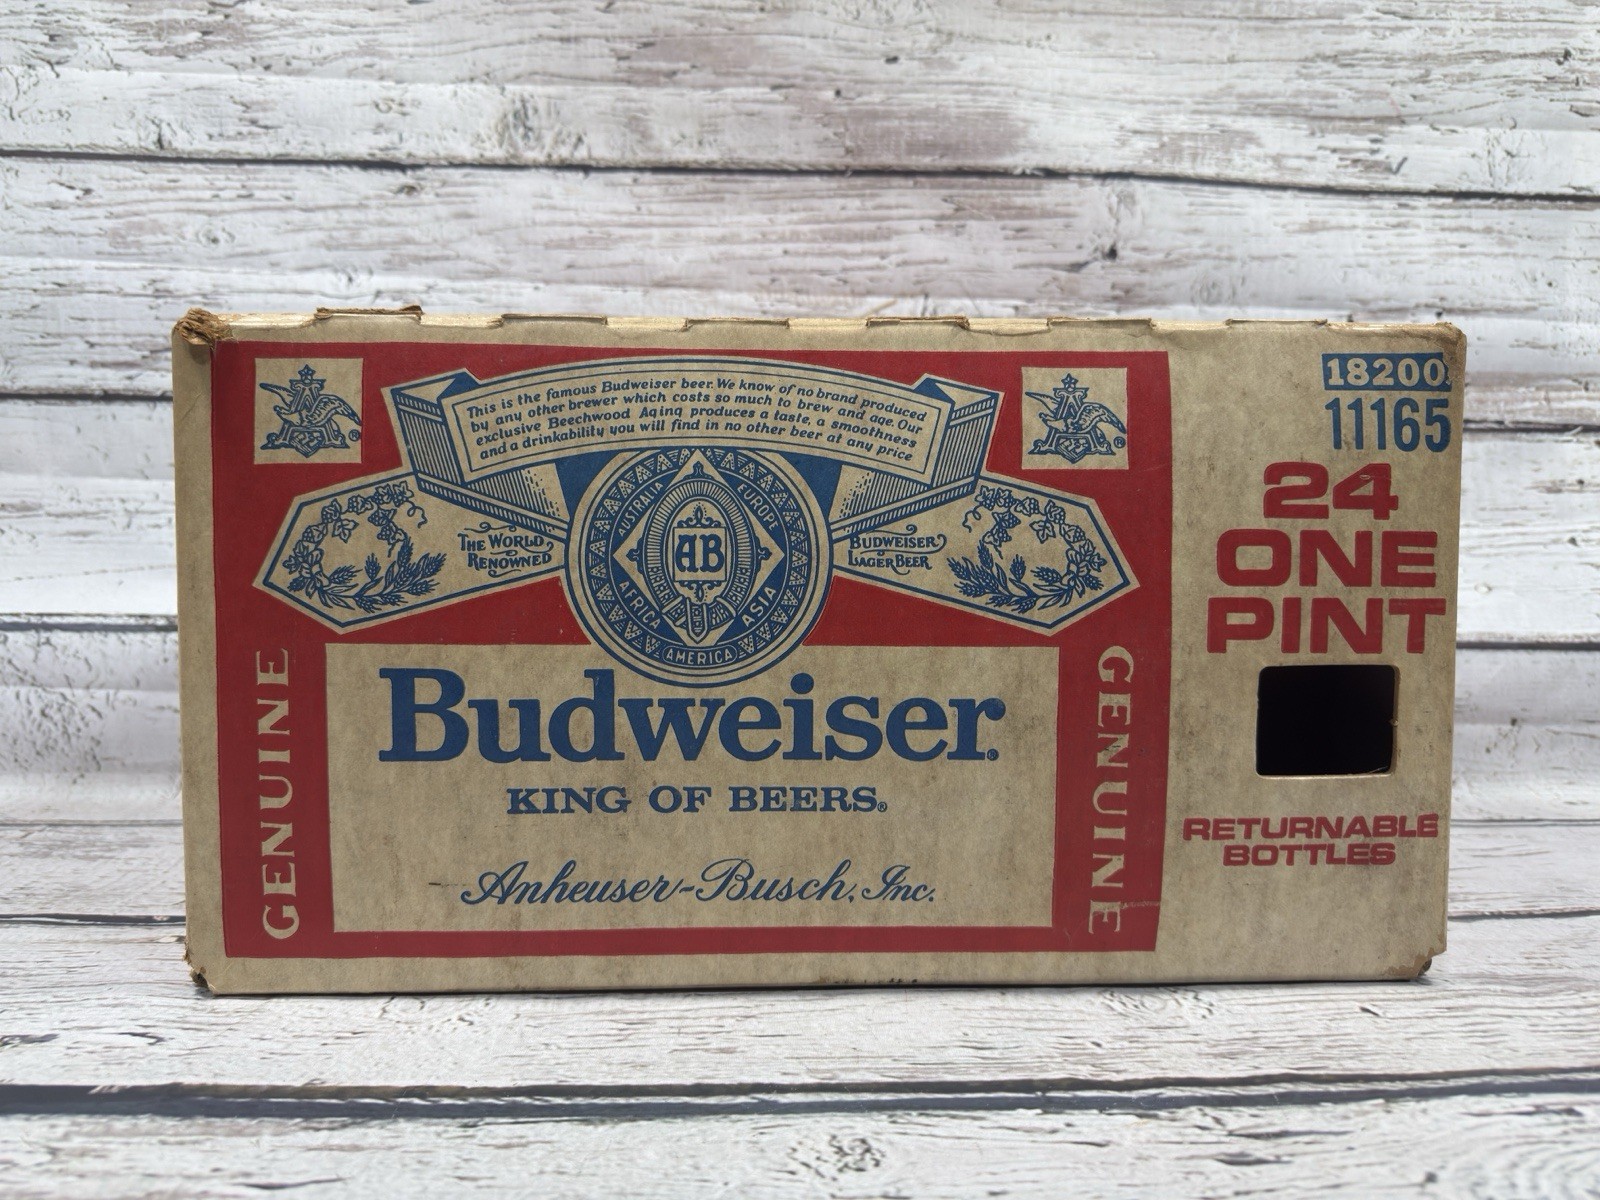 This is the famous Budweiser beer. We know of no brand produced
by any other brewer which costs so much to brew and age. Our
exclusive Beechwood Aging produces a taste, a smoothness
and a drinkability you will find in no other beer at any price
THE WORLD
RENOWNED
BUDWEISER
LAGER BEER
AUSTRALIA
EUROPE
AB
AFRICA
ASIA
AMERICA
GENUINE
Budweiser®
KING OF BEERS®
Anheuser-Busch, Inc.
GENUINE
18200
11165
24
ONE
PINT
RETURNABLE
BOTTLES